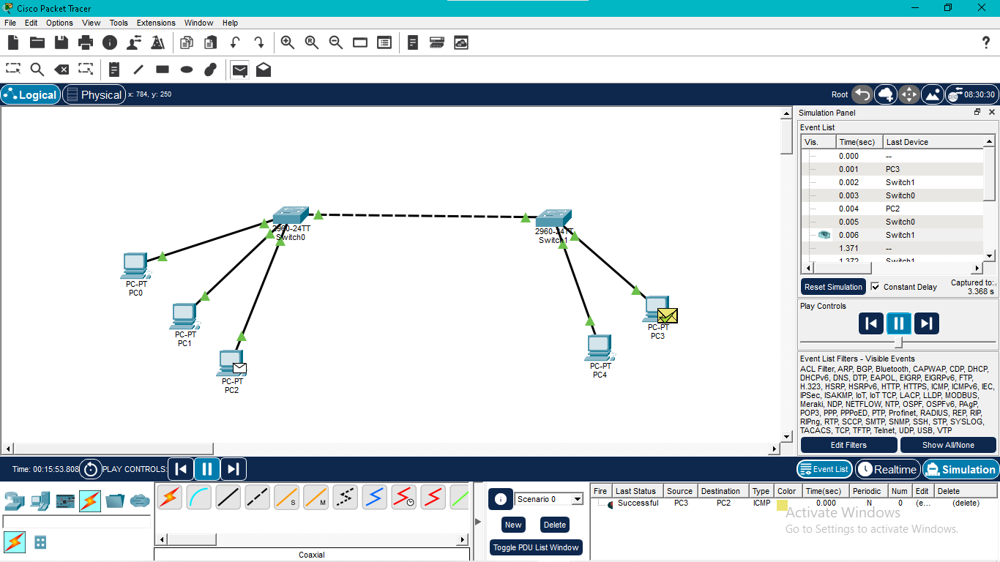 Cisco Packet Tracer
File Edit Options View Tools Extensions Window Help
Logical Physical x: 784, y: 250 Root 08:30:30
2960-24TT
Switch0
2960-24TT
Switch1
PC-PT
PC0
PC-PT
PC1
PC-PT
PC2
PC-PT
PC3
PC-PT
PC4
Simulation Panel
Event List
Vis. Time(sec) Last Device
0.000 --
0.001 PC3
0.002 Switch1
0.003 Switch0
0.004 PC2
0.005 Switch0
0.006 Switch1
1.371 --
1.372 Switch1
Reset Simulation Constant Delay Captured to:
3.368 s
Play Controls
Event List Filters - Visible Events
ACL Filter, ARP, BGP, Bluetooth, CAPWAP, CDP, DHCP,
DHCPv6, DNS, DTP, EAPOL, EIGRP, EIGRPv6, FTP,
H.323, HSRP, HSRPv6, HTTP, HTTPS, ICMP, ICMPv6, IEC,
IPSec, ISAKMP, IoT, IoT TCP, LACP, LLDP, MODBUS,
Meraki, NDP, NETFLOW, NTP, OSPF, OSPFv6, PAgP,
POP3, PPP, PPPoED, PTP, Profinet, RADIUS, REP, RIP,
RIPng, RTP, SCCP, SMTP, SNMP, SSH, STP, SYSLOG,
TACACS, TCP, TFTP, Telnet, UDP, USB, VTP
Edit Filters Show All/None
Time: 00:15:53.808 PLAY CONTROLS: Event List Realtime Simulation
S M
Coaxial
Scenario 0
New Delete
Toggle PDU List Window
Fire Last Status Source Destination Type Color Time(sec) Periodic Num Edit Delete
Successful PC3 PC2 ICMP 0.000 N 0 (e... (delete)
Activate Windows
Go to Settings to activate Windows.